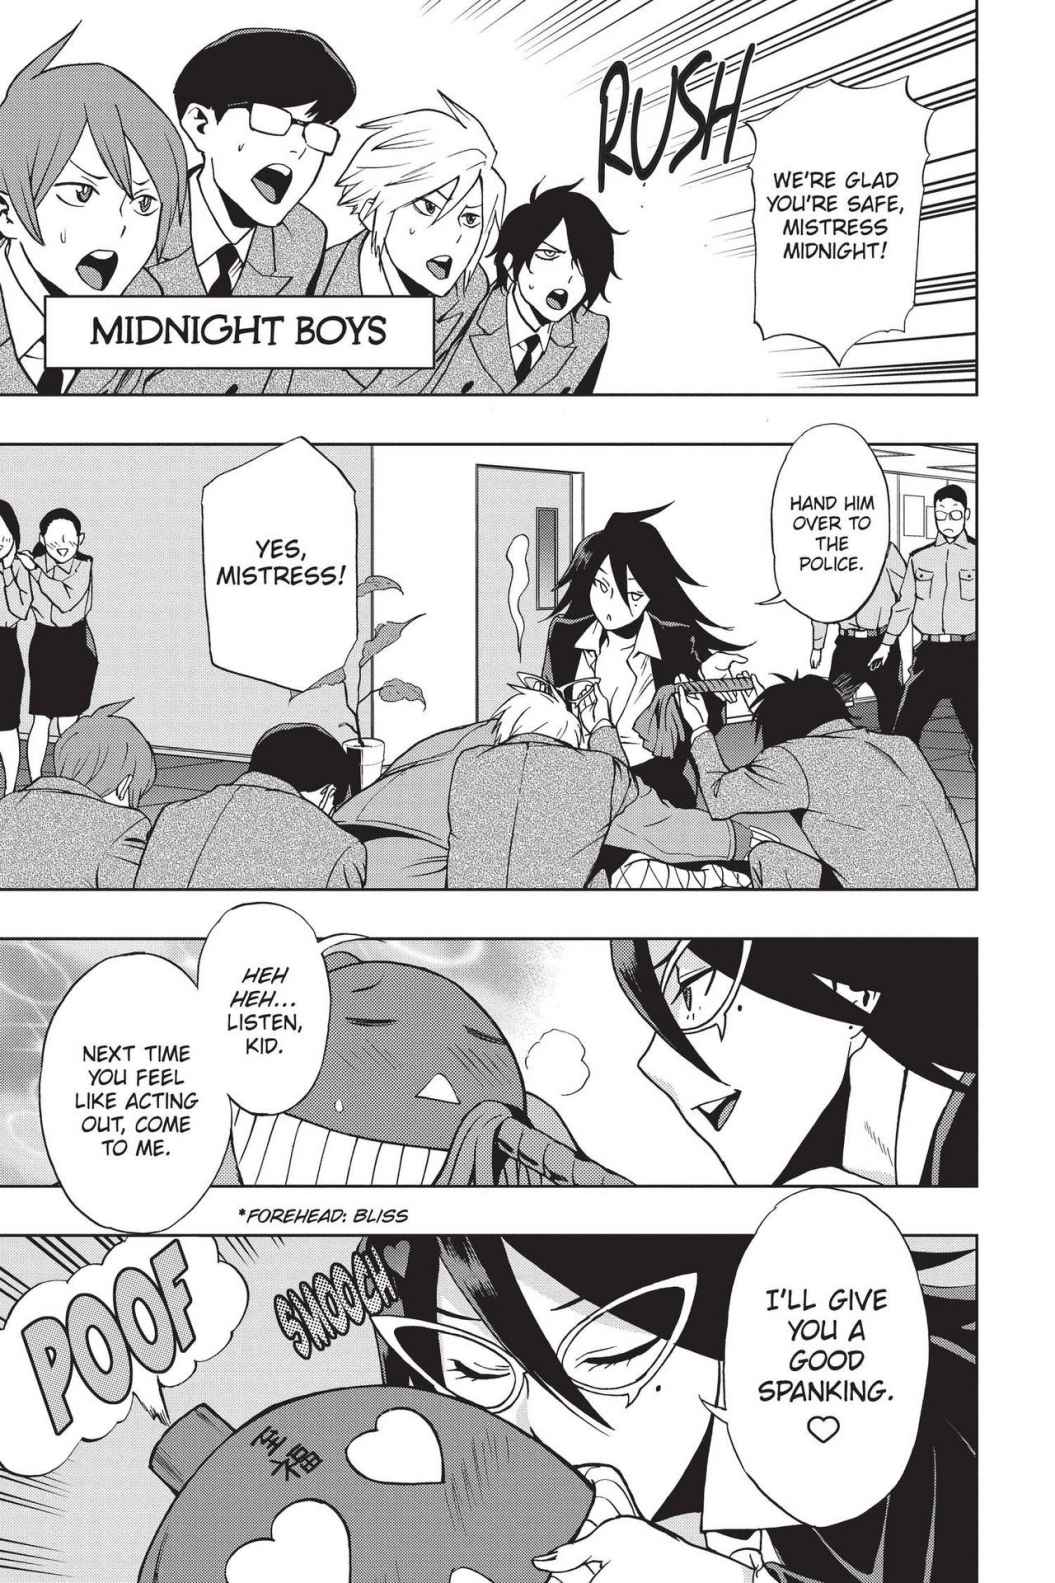 RUSH
WE'RE GLAD
YOU'RE SAFE,
MISTRESS
MIDNIGHT!
MIDNIGHT BOYS
HAND HIM
OVER TO
THE
POLICE.
YES,
MISTRESS!
HEH
HEH...
LISTEN,
KID.
NEXT TIME
YOU FEEL
LIKE ACTING
OUT, COME
TO ME.
*FOREHEAD: BLISS
I'LL GIVE
YOU A
GOOD
SPANKING.
♡
SMOOCH♥
POOF
至福